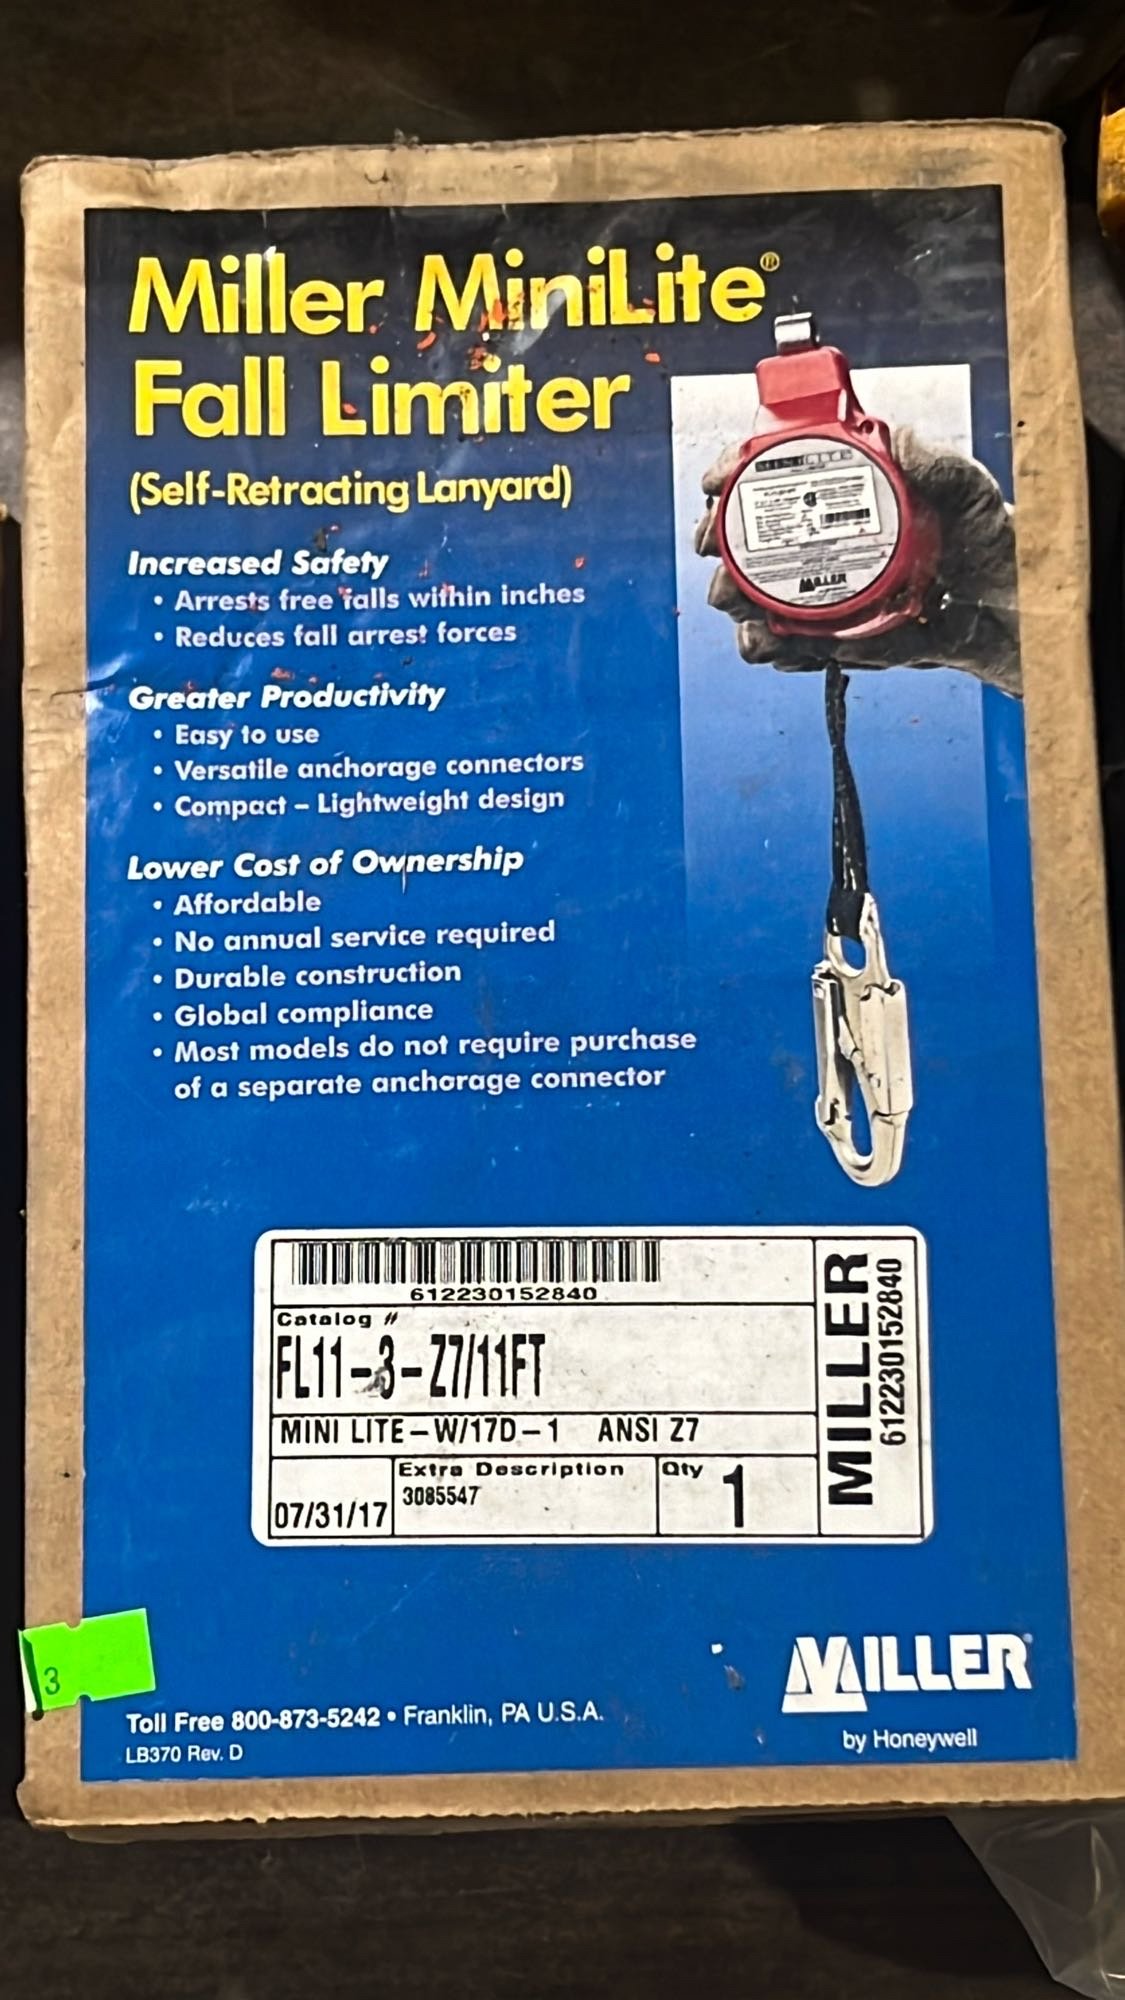 Miller MiniLite®
Fall Limiter
(Self-Retracting Lanyard)
Increased Safety
• Arrests free falls within inches
• Reduces fall arrest forces
Greater Productivity
• Easy to use
• Versatile anchorage connectors
• Compact – Lightweight design
Lower Cost of Ownership
• Affordable
• No annual service required
• Durable construction
• Global compliance
• Most models do not require purchase
of a separate anchorage connector
MINILITE
MILLER
612230152840
Catalog #
FL11-3-Z7/11FT
MINI LITE-W/17D-1 ANSI Z7
07/31/17
Extra Description
3085547
Qty
1
MILLER
612230152840
3
Toll Free 800-873-5242 • Franklin, PA U.S.A.
LB370 Rev. D
MILLER
by Honeywell